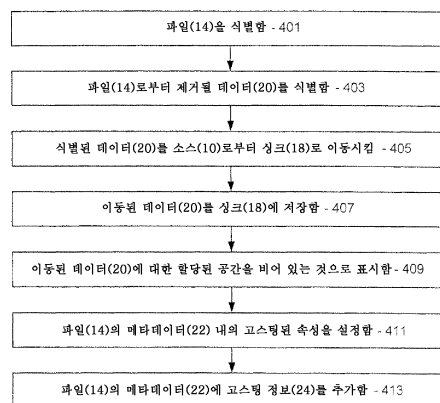 파일(14)을 식별함 - 401
파일(14)로부터 제거될 데이터(20)를 식별함 - 403
식별된 데이터(20)를 소스(10)로부터 싱크(18)로 이동시킴 - 405
이동된 데이터(20)를 싱크(18)에 저장함 - 407
이동된 데이터(20)에 대한 할당된 공간을 비어 있는 것으로 표시함 - 409
파일(14)의 메타데이터(22) 내의 고스팅된 속성을 설정함 - 411
파일(14)의 메타데이터(22)에 고스팅 정보(24)를 추가함 - 413